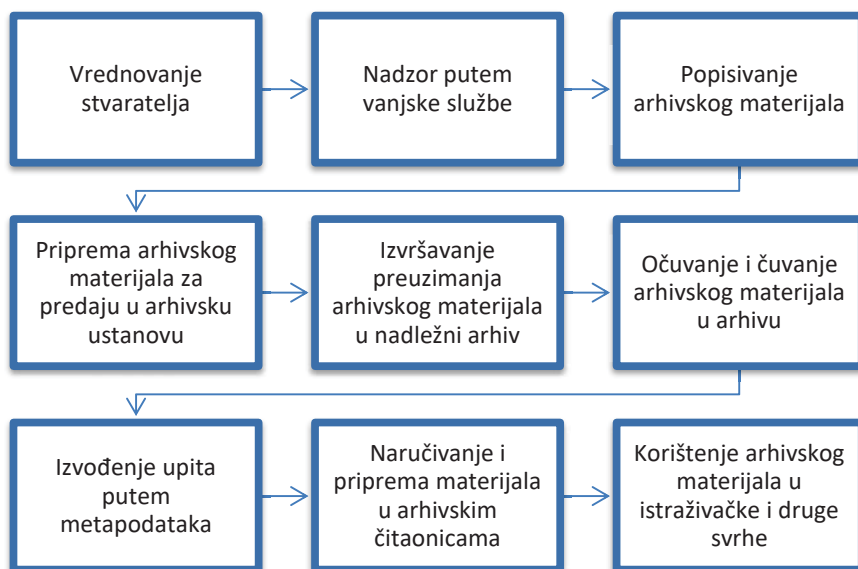 Vrednovanje
stvaratelja
Nadzor putem
vanjske službe
Popisivanje
arhivskog materijala
Priprema arhivskog
materijala za
predaju u arhivsku
ustanovu
Izvršavanje
preuzimanja
arhivskog materijala
u nadležni arhiv
Očuvanje i čuvanje
arhivskog materijala
u arhivu
Izvođenje upita
putem
metapodataka
Naručivanje i
priprema materijala
u arhivskim
čitaonicama
Korištenje arhivskog
materijala u
istraživačke i druge
svrhe